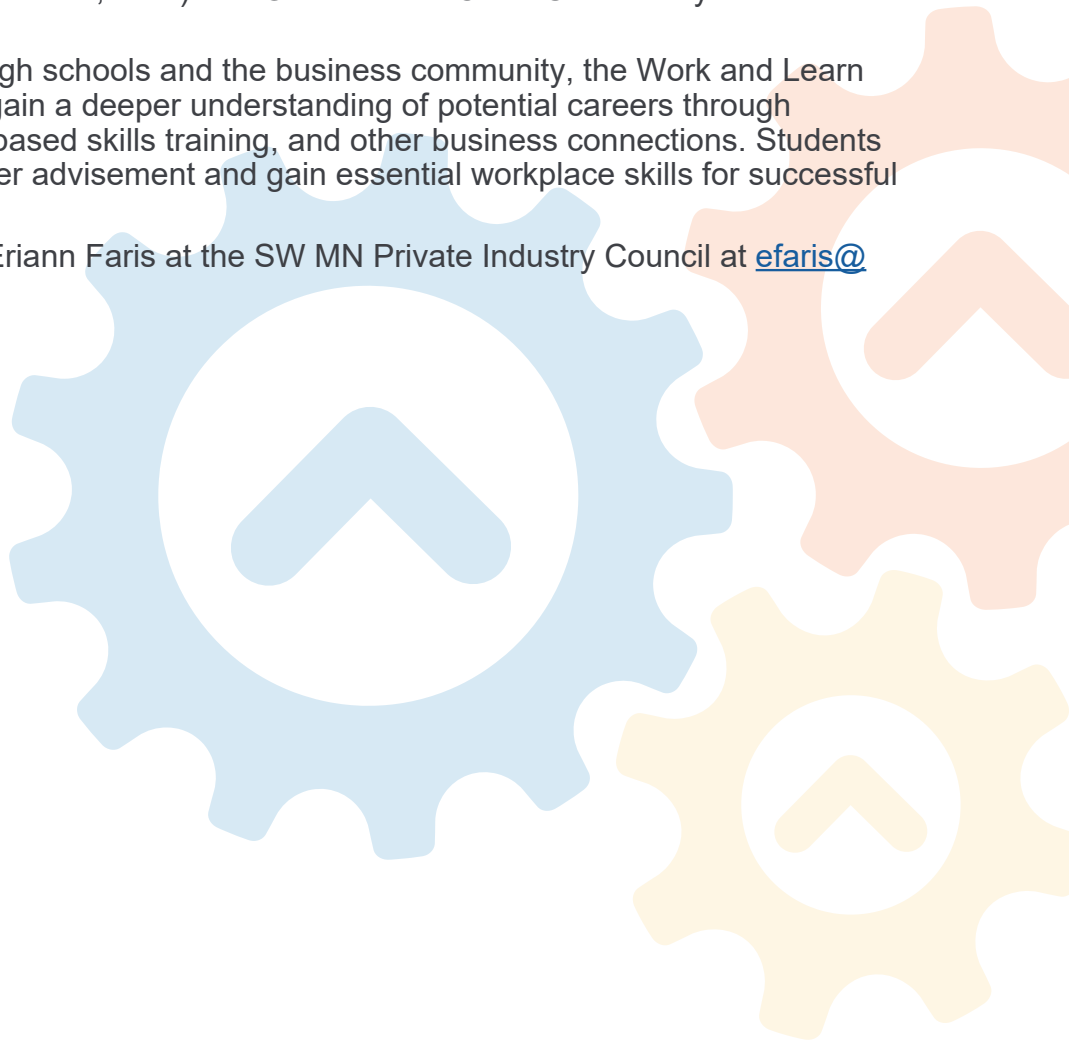 gh schools and the business community, the Work and Learn
gain a deeper understanding of potential careers through
based skills training, and other business connections. Students
er advisement and gain essential workplace skills for successful
Eriann Faris at the SW MN Private Industry Council at efaris@